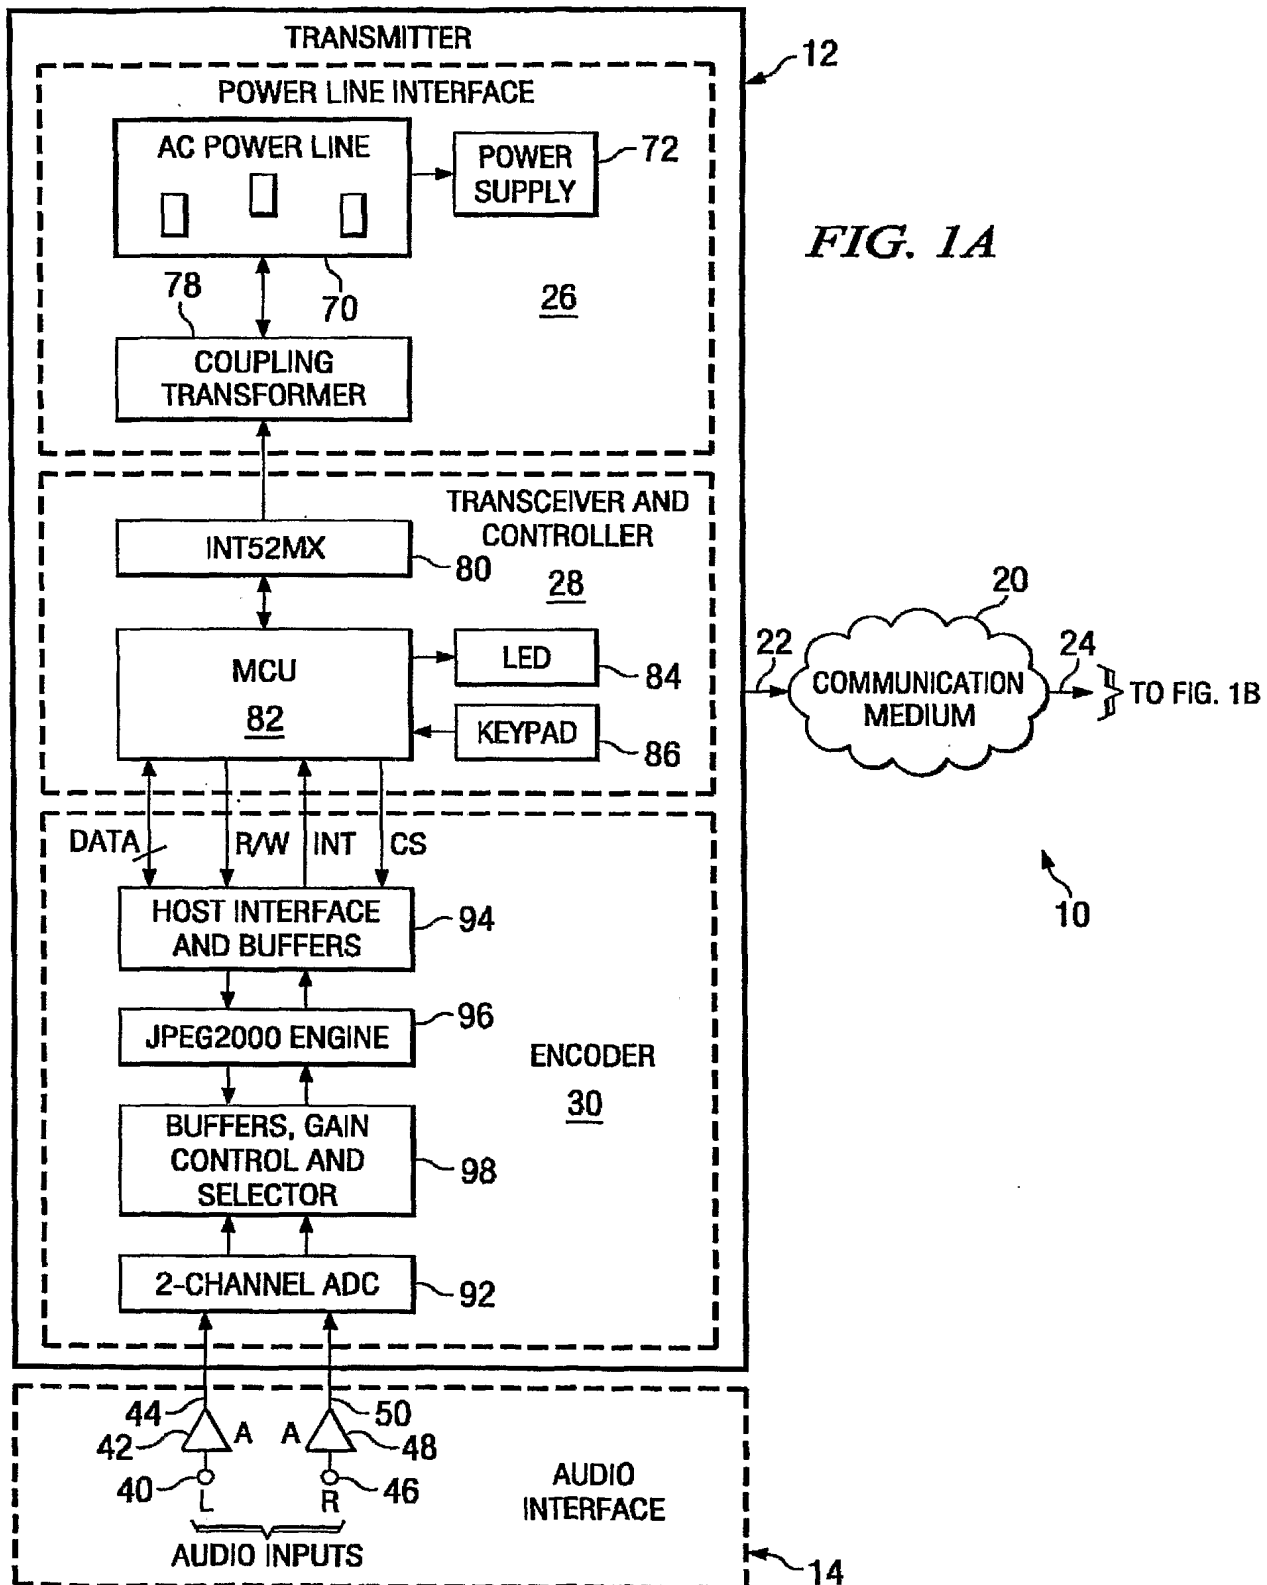 TRANSMITTER
12
POWER LINE INTERFACE
AC POWER LINE
POWER
SUPPLY
72
FIG. 1A
78
70
26
COUPLING
TRANSFORMER
TRANSCEIVER AND
CONTROLLER
28
INT52MX
80
MCU
82
LED
84
KEYPAD
86
20
22
24
COMMUNICATION
MEDIUM
TO FIG. 1B
DATA
R/W
INT
CS
10
HOST INTERFACE
AND BUFFERS
94
JPEG2000 ENGINE
96
ENCODER
30
BUFFERS, GAIN
CONTROL AND
SELECTOR
98
2-CHANNEL ADC
92
44
50
42
A
A
48
40
46
L
R
AUDIO
INTERFACE
AUDIO INPUTS
14